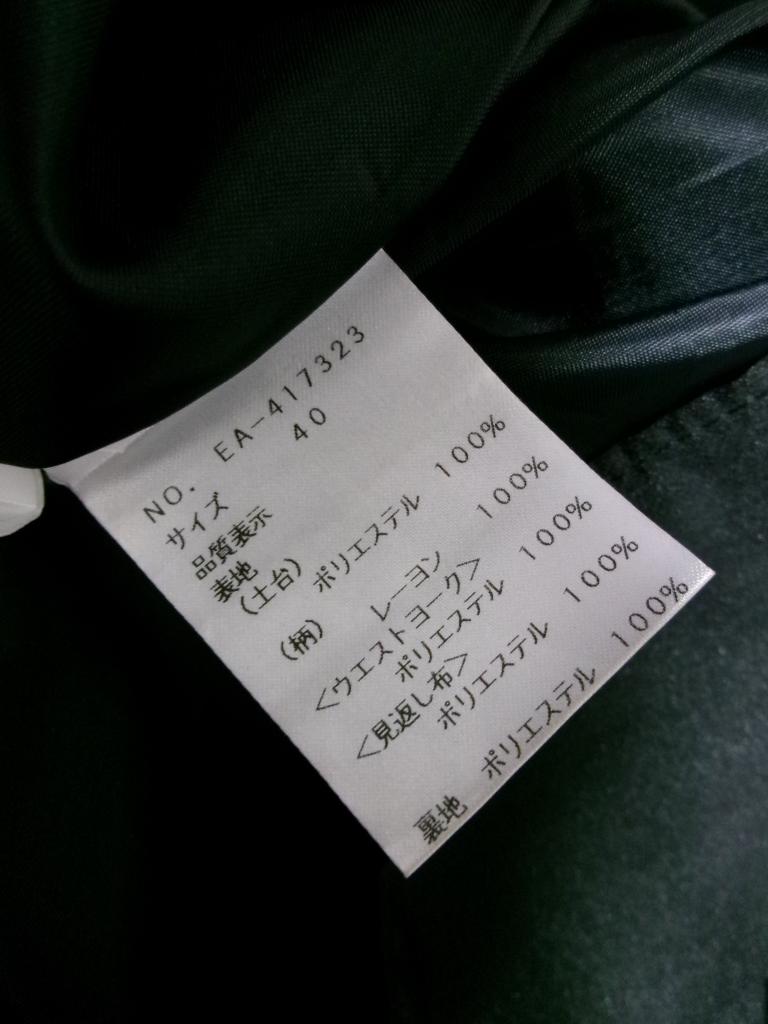 NO. EA-417323
サイズ 40
品質表示
表地
(土台) ポリエステル 100%
(柄) レーヨン 100%
<ウエストヨーク>
ポリエステル 100%
<見返し布>
ポリエステル 100%
裏地 ポリエステル 100%